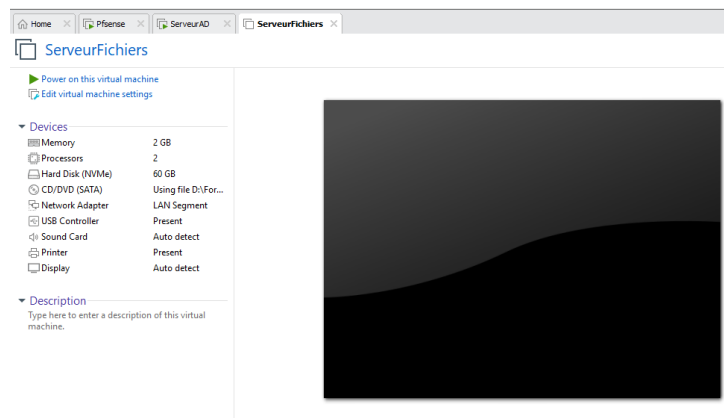 Home Pfsense ServeurAD ServeurFichiers
ServeurFichiers
Power on this virtual machine
Edit virtual machine settings
Devices
Memory 2 GB
Processors 2
Hard Disk (NVMe) 60 GB
CD/DVD (SATA) Using file D:\For...
Network Adapter LAN Segment
USB Controller Present
Sound Card Auto detect
Printer Present
Display Auto detect
Description
Type here to enter a description of this virtual
machine.